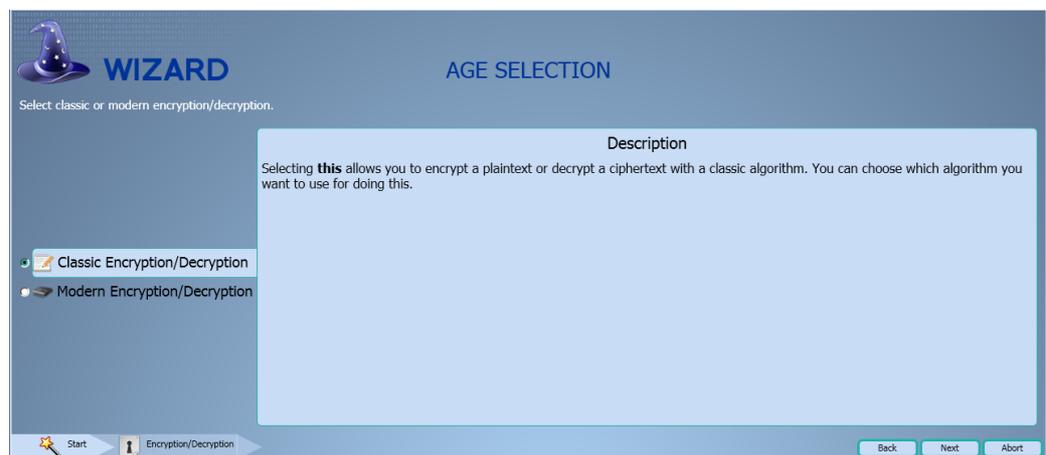 WIZARD
AGE SELECTION
Select classic or modern encryption/decryption.
Description
Selecting this allows you to encrypt a plaintext or decrypt a ciphertext with a classic algorithm. You can choose which algorithm you
want to use for doing this.
Classic Encryption/Decryption
Modern Encryption/Decryption
Start
Encryption/Decryption
Back
Next
Abort